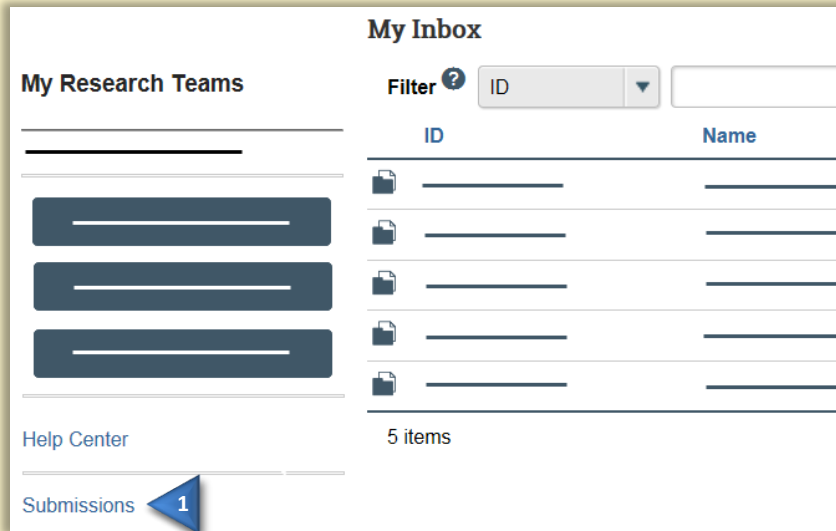 My Inbox
My Research Teams
Filter ? ID
ID Name
5 items
Help Center
Submissions 1